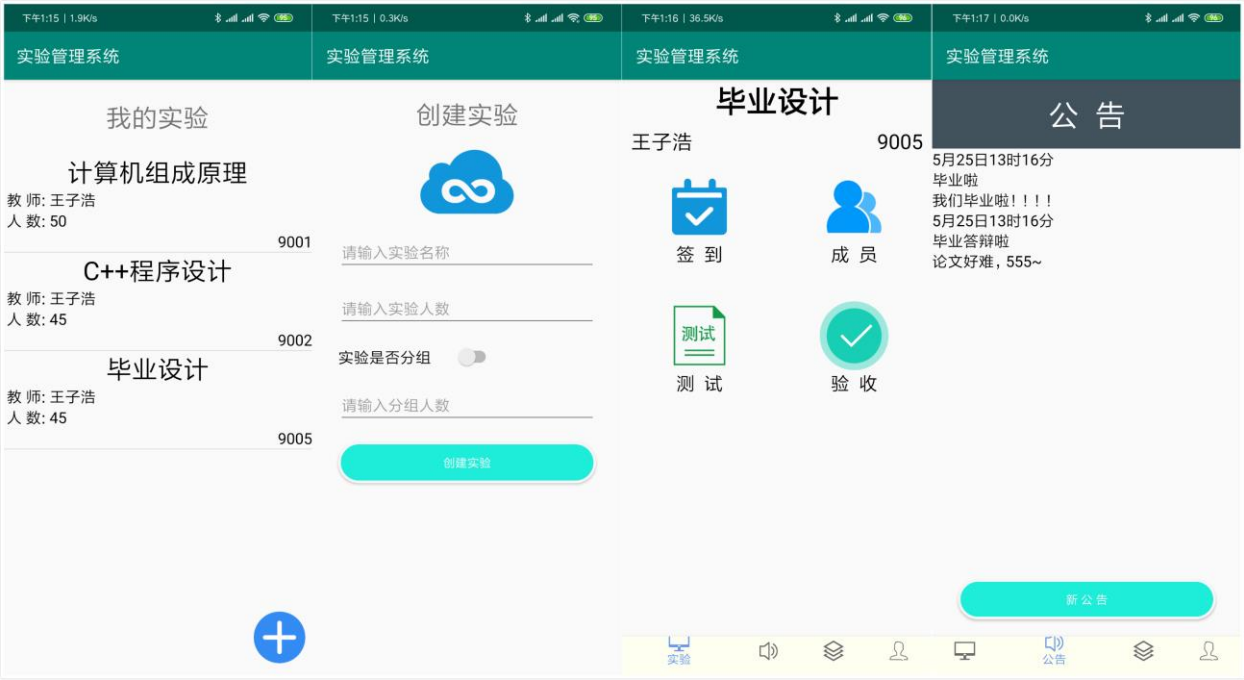 下午1:15 | 1.9K/s
95
实验管理系统
我的实验
计算机组成原理
教 师: 王子浩
人 数: 50
9001
C++程序设计
教 师: 王子浩
人 数: 45
9002
毕业设计
教 师: 王子浩
人 数: 45
9005
下午1:15 | 0.3K/s
95
实验管理系统
创建实验
请输入实验名称
请输入实验人数
实验是否分组
请输入分组人数
创建实验
下午1:16 | 36.5K/s
96
实验管理系统
毕业设计
王子浩
9005
签 到
成 员
测试
测 试
验 收
实验
下午1:17 | 0.0K/s
96
实验管理系统
公 告
5月25日13时16分
毕业啦
我们毕业啦！！！！
5月25日13时16分
毕业答辩啦
论文好难，555~
新 公 告
公告